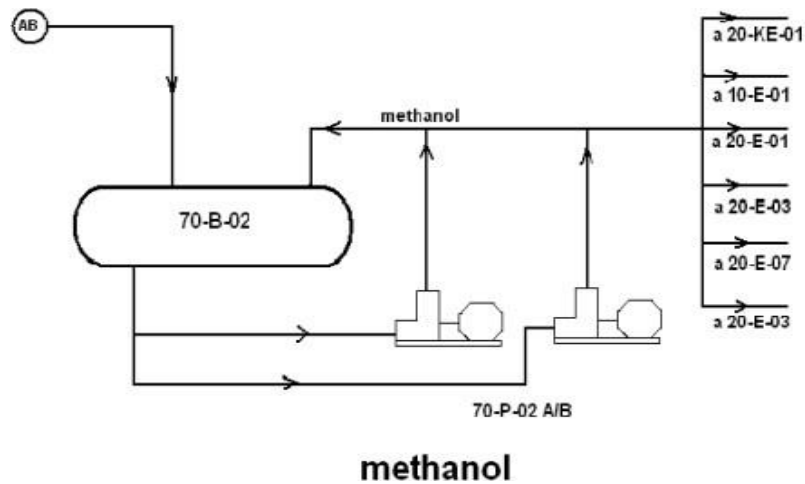 AB
a 20-KE-01
a 10-E-01
methanol
a 20-E-01
70-B-02
a 20-E-03
a 20-E-07
a 20-E-03
70-P-02 A/B
methanol